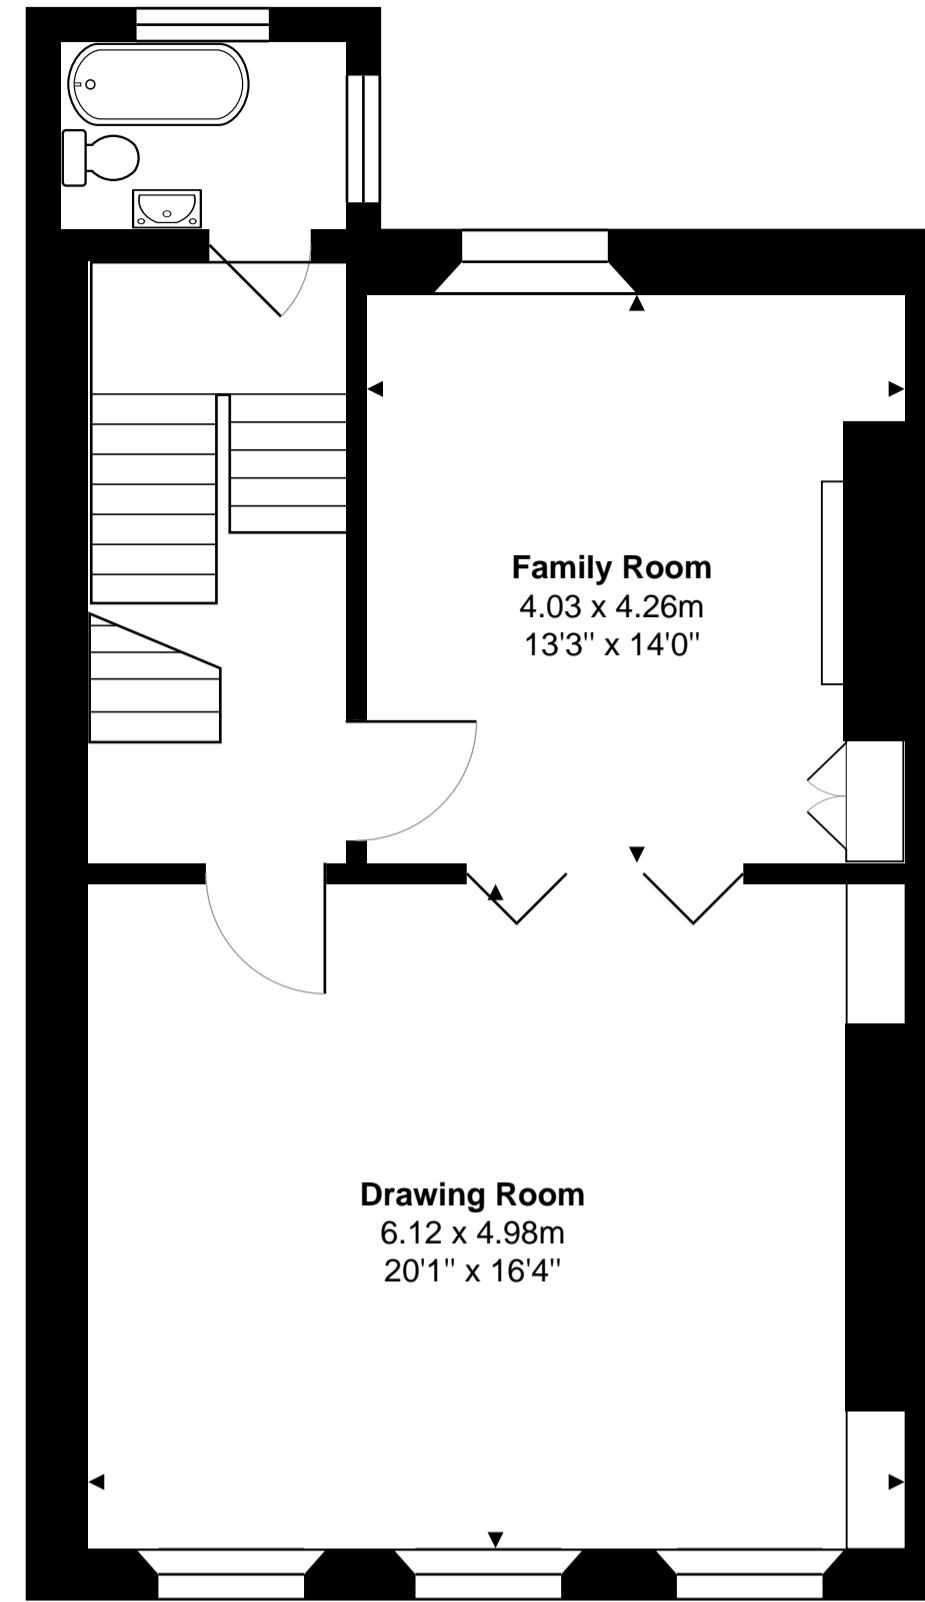 Family Room
4.03 x 4.26m
13'3" x 14'0"
Drawing Room
6.12 x 4.98m
20'1" x 16'4"